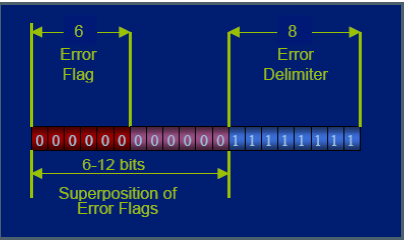 6
8
Error
Flag
Error
Delimiter
0 0 0 0 0 0 0 0 0 0 0 0 1 1 1 1 1 1 1 1
6-12 bits
Superposition of
Error Flags